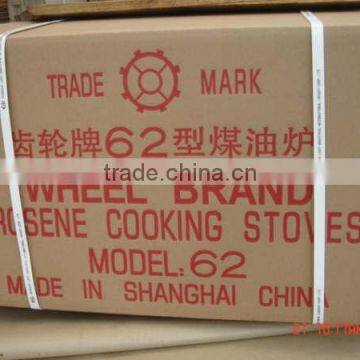 TRADE MARK
齿轮牌62型煤油炉
trade.china.cn
WHEEL BRAND
ROSENE COOKING STOVES
MODEL: 62
MADE IN SHANGHAI CHINA